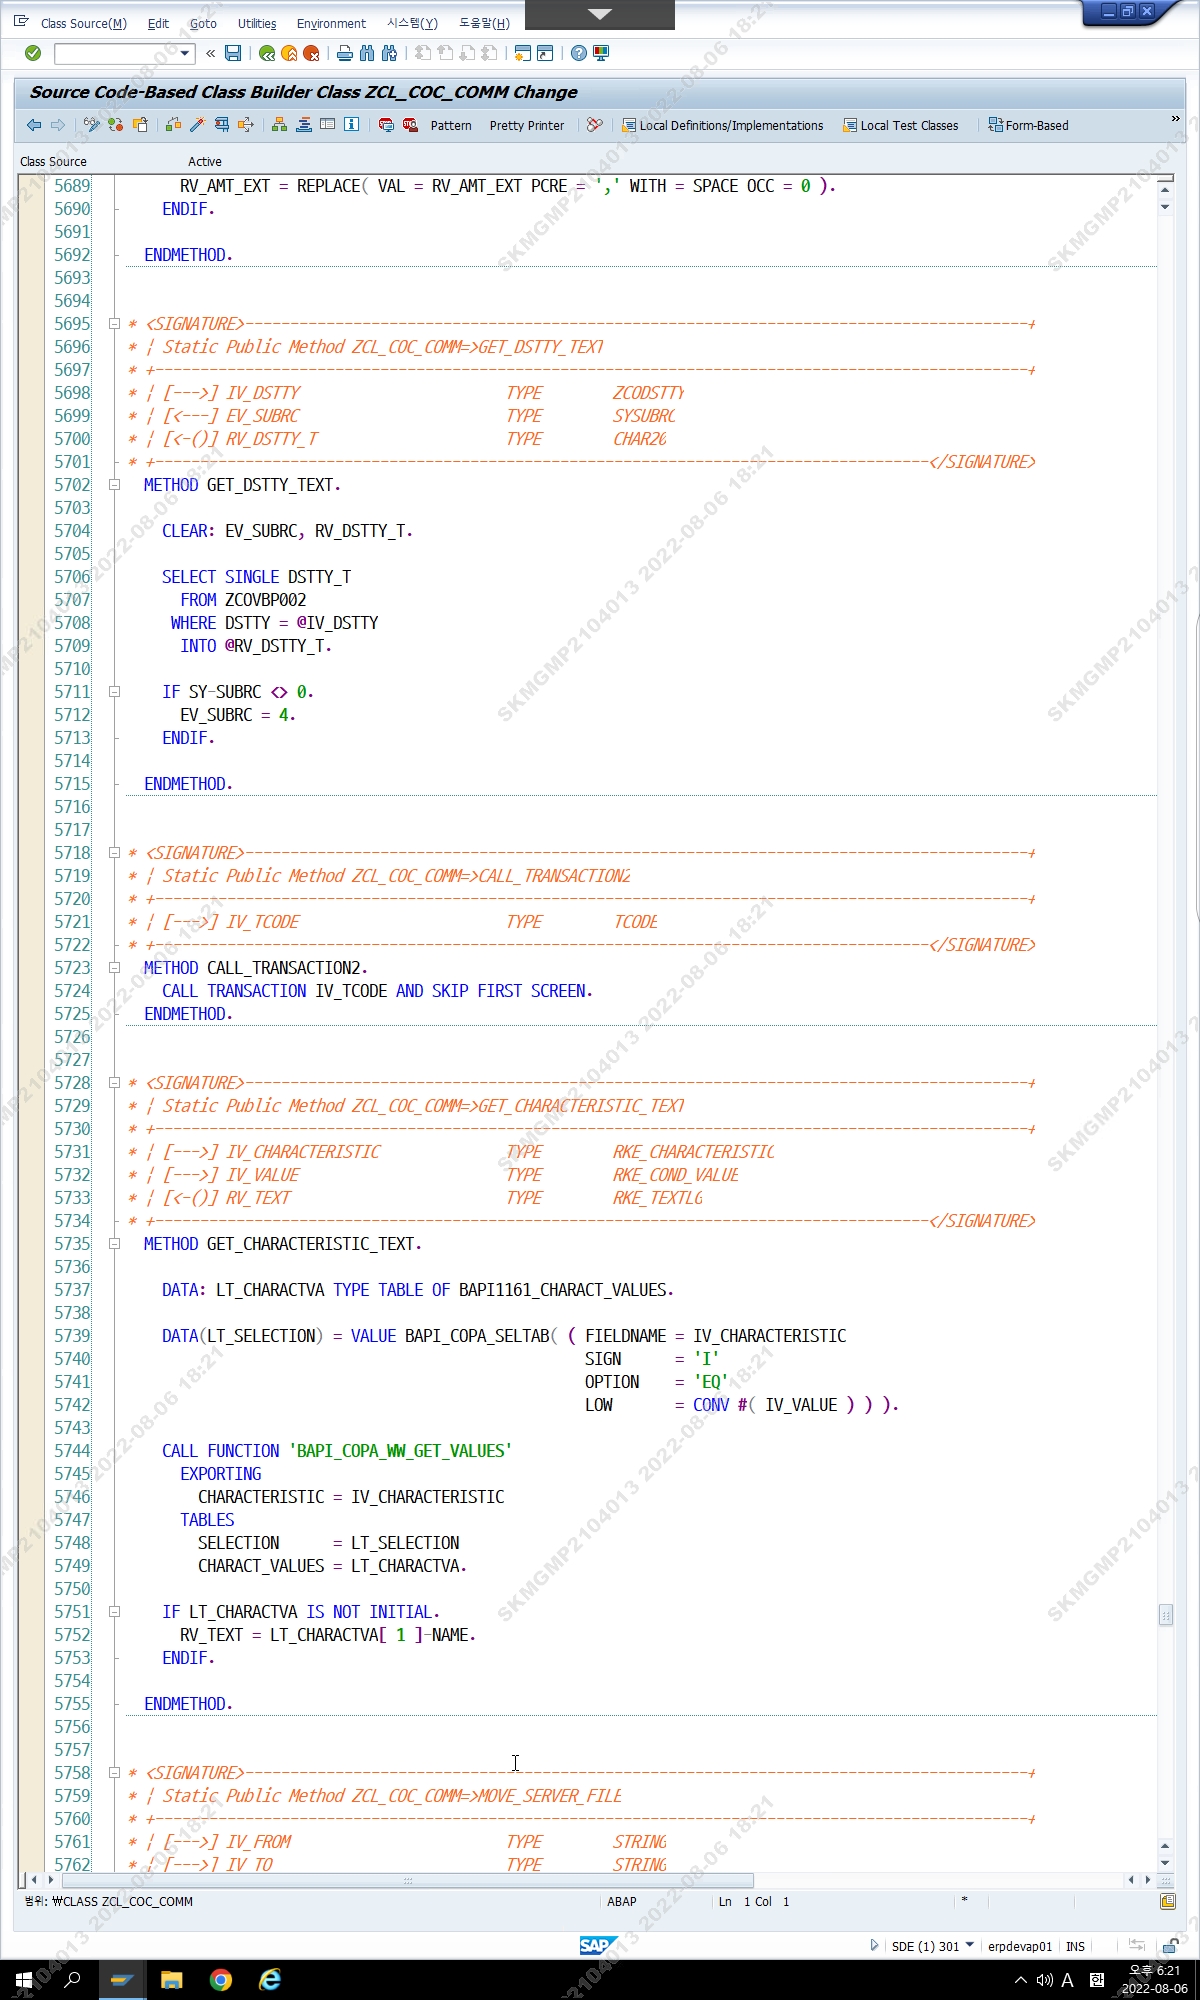 Class Source(M) Edit Goto Utilities Environment 시스템(Y) 도움말(H)
Source Code-Based Class Builder Class ZCL_COC_COMM Change
Pattern Pretty Printer Local Definitions/Implementations Local Test Classes Form-Based
Class Source Active
5689 RV_AMT_EXT = REPLACE( VAL = RV_AMT_EXT PCRE = ',' WITH = SPACE OCC = 0 ).
5690 ENDIF.
5691
5692 ENDMETHOD.
5693
5694
5695 * <SIGNATURE>---------------------------------------------------------------------------------------+
5696 * | Static Public Method ZCL_COC_COMM=>GET_DSTTY_TEXT
5697 * +-------------------------------------------------------------------------------------------------+
5698 * | [--->] IV_DSTTY TYPE ZCODSTTY
5699 * | [<---] EV_SUBRC TYPE SYSUBRC
5700 * | [<-()] RV_DSTTY_T TYPE CHAR20
5701 * +--------------------------------------------------------------------------------------</SIGNATURE>
5702 METHOD GET_DSTTY_TEXT.
5703
5704 CLEAR: EV_SUBRC, RV_DSTTY_T.
5705
5706 SELECT SINGLE DSTTY_T
5707 FROM ZCOVBP002
5708 WHERE DSTTY = @IV_DSTTY
5709 INTO @RV_DSTTY_T.
5710
5711 IF SY-SUBRC <> 0.
5712 EV_SUBRC = 4.
5713 ENDIF.
5714
5715 ENDMETHOD.
5716
5717
5718 * <SIGNATURE>---------------------------------------------------------------------------------------+
5719 * | Static Public Method ZCL_COC_COMM=>CALL_TRANSACTION2
5720 * +-------------------------------------------------------------------------------------------------+
5721 * | [--->] IV_TCODE TYPE TCODE
5722 * +--------------------------------------------------------------------------------------</SIGNATURE>
5723 METHOD CALL_TRANSACTION2.
5724 CALL TRANSACTION IV_TCODE AND SKIP FIRST SCREEN.
5725 ENDMETHOD.
5726
5727
5728 * <SIGNATURE>---------------------------------------------------------------------------------------+
5729 * | Static Public Method ZCL_COC_COMM=>GET_CHARACTERISTIC_TEXT
5730 * +-------------------------------------------------------------------------------------------------+
5731 * | [--->] IV_CHARACTERISTIC TYPE RKE_CHARACTERISTIC
5732 * | [--->] IV_VALUE TYPE RKE_COND_VALUE
5733 * | [<-()] RV_TEXT TYPE RKE_TEXTLG
5734 * +--------------------------------------------------------------------------------------</SIGNATURE>
5735 METHOD GET_CHARACTERISTIC_TEXT.
5736
5737 DATA: LT_CHARACTVA TYPE TABLE OF BAPI1161_CHARACT_VALUES.
5738
5739 DATA(LT_SELECTION) = VALUE BAPI_COPA_SELTAB( ( FIELDNAME = IV_CHARACTERISTIC
5740 SIGN = 'I'
5741 OPTION = 'EQ'
5742 LOW = CONV #( IV_VALUE ) ) ).
5743
5744 CALL FUNCTION 'BAPI_COPA_WW_GET_VALUES'
5745 EXPORTING
5746 CHARACTERISTIC = IV_CHARACTERISTIC
5747 TABLES
5748 SELECTION = LT_SELECTION
5749 CHARACT_VALUES = LT_CHARACTVA.
5750
5751 IF LT_CHARACTVA IS NOT INITIAL.
5752 RV_TEXT = LT_CHARACTVA[ 1 ]-NAME.
5753 ENDIF.
5754
5755 ENDMETHOD.
5756
5757
5758 * <SIGNATURE>---------------------------------------------------------------------------------------+
5759 * | Static Public Method ZCL_COC_COMM=>MOVE_SERVER_FILE
5760 * +-------------------------------------------------------------------------------------------------+
5761 * | [--->] IV_FROM TYPE STRING
5762 * | [--->] IV_TO TYPE STRING
범위: ₩CLASS ZCL_COC_COMM ABAP Ln 1 Col 1 *
SAP SDE (1) 301 erpdevap01 INS
A 한 오후 6:21
2022-08-06
SKMGMP2104013 2022-08-06 18:21